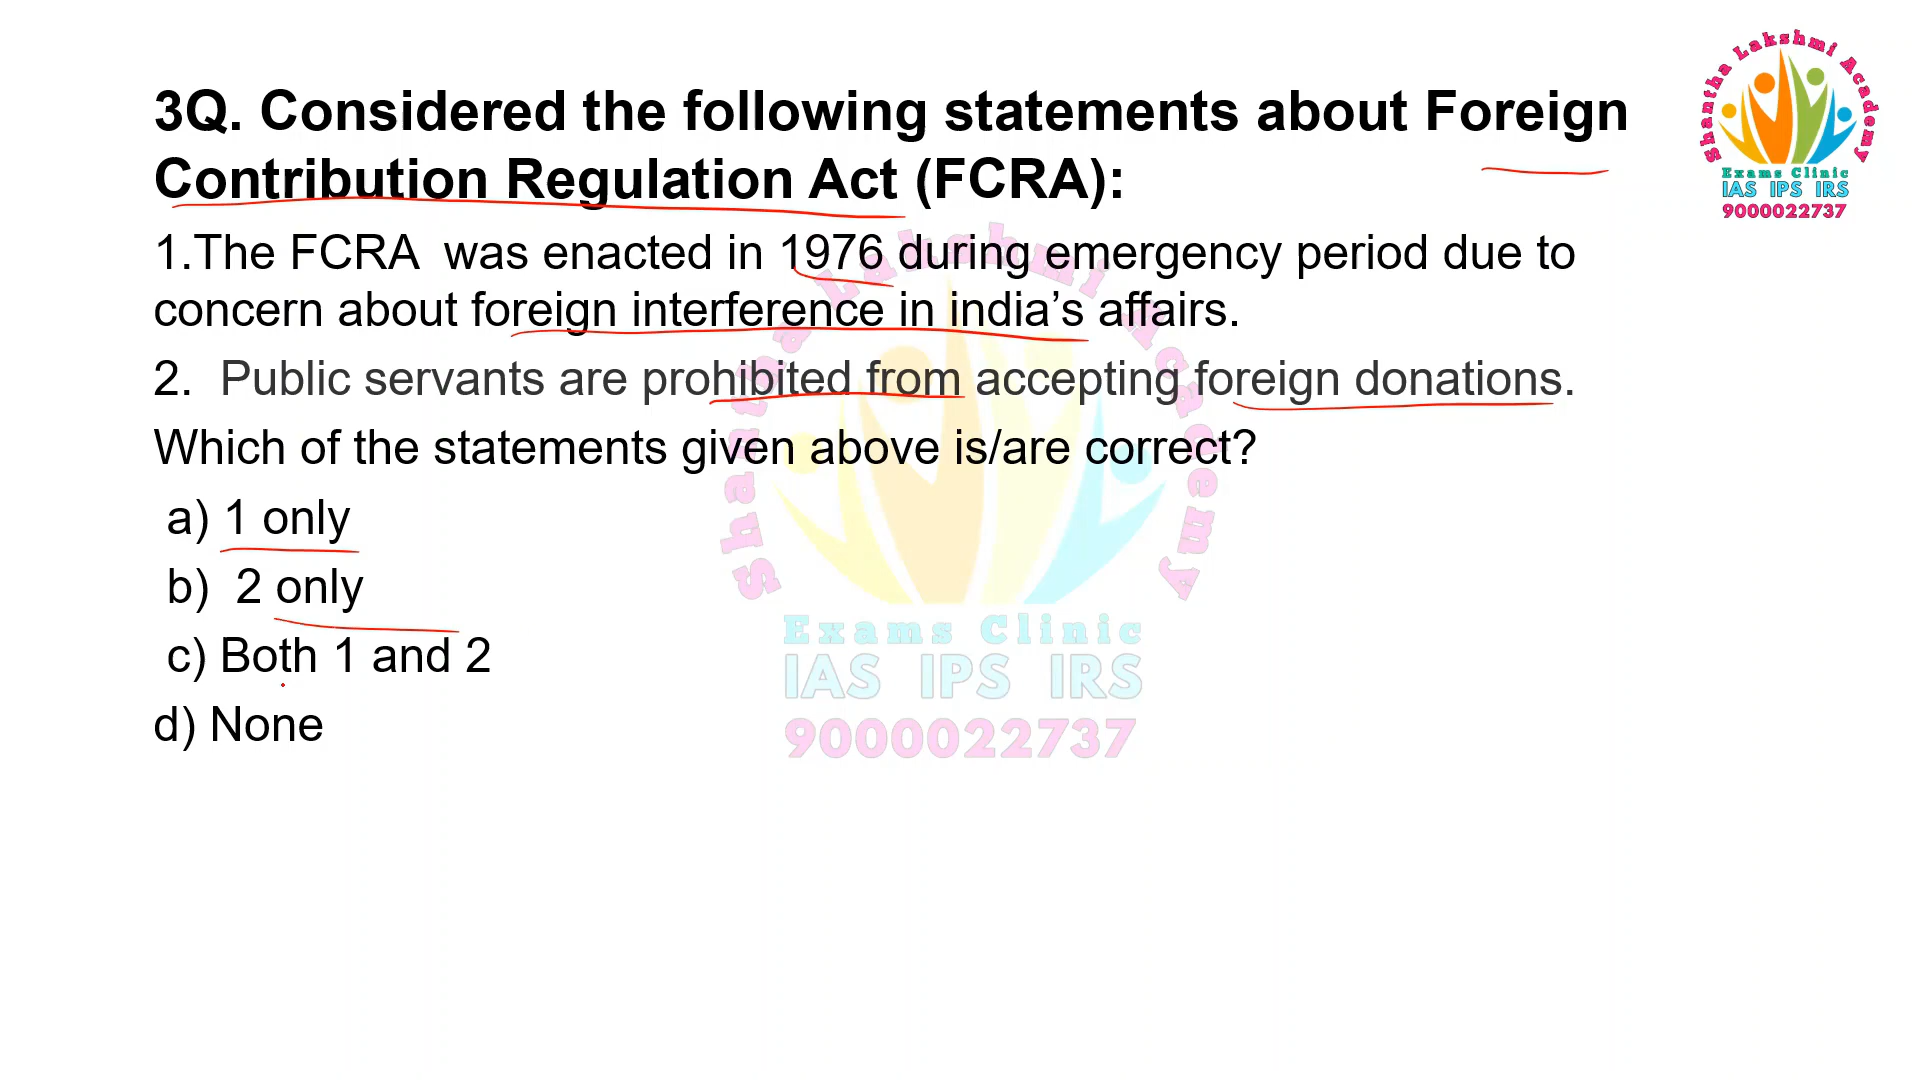 3Q. Considered the following statements about Foreign
Contribution Regulation Act (FCRA):
1.The FCRA  was enacted in 1976 during emergency period due to
concern about foreign interference in india’s affairs.
2.  Public servants are prohibited from accepting foreign donations.
Which of the statements given above is/are correct?
a) 1 only
b)  2 only
c) Both 1 and 2
d) None
Shantha Lakshmi Academy
Exams Clinic
IAS IPS IRS
9000022737
Shantha Lakshmi Academy
Exams Clinic
IAS IPS IRS
9000022737